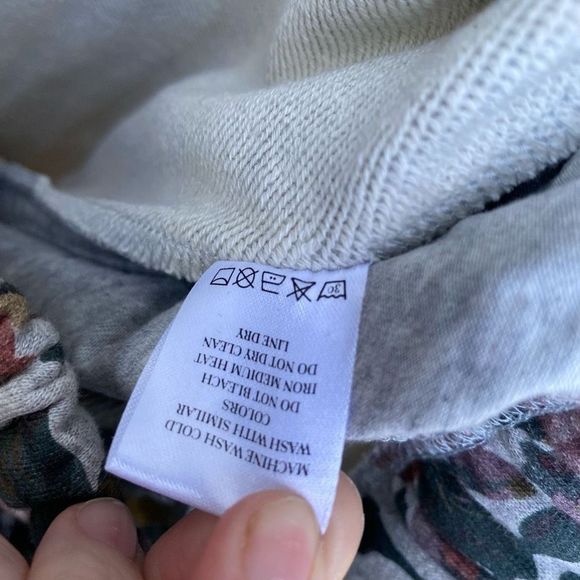 30
MACHINE WASH COLD
WASH WITH SIMILAR
COLORS
DO NOT BLEACH
IRON MEDIUM HEAT
DO NOT DRY CLEAN
LINE DRY